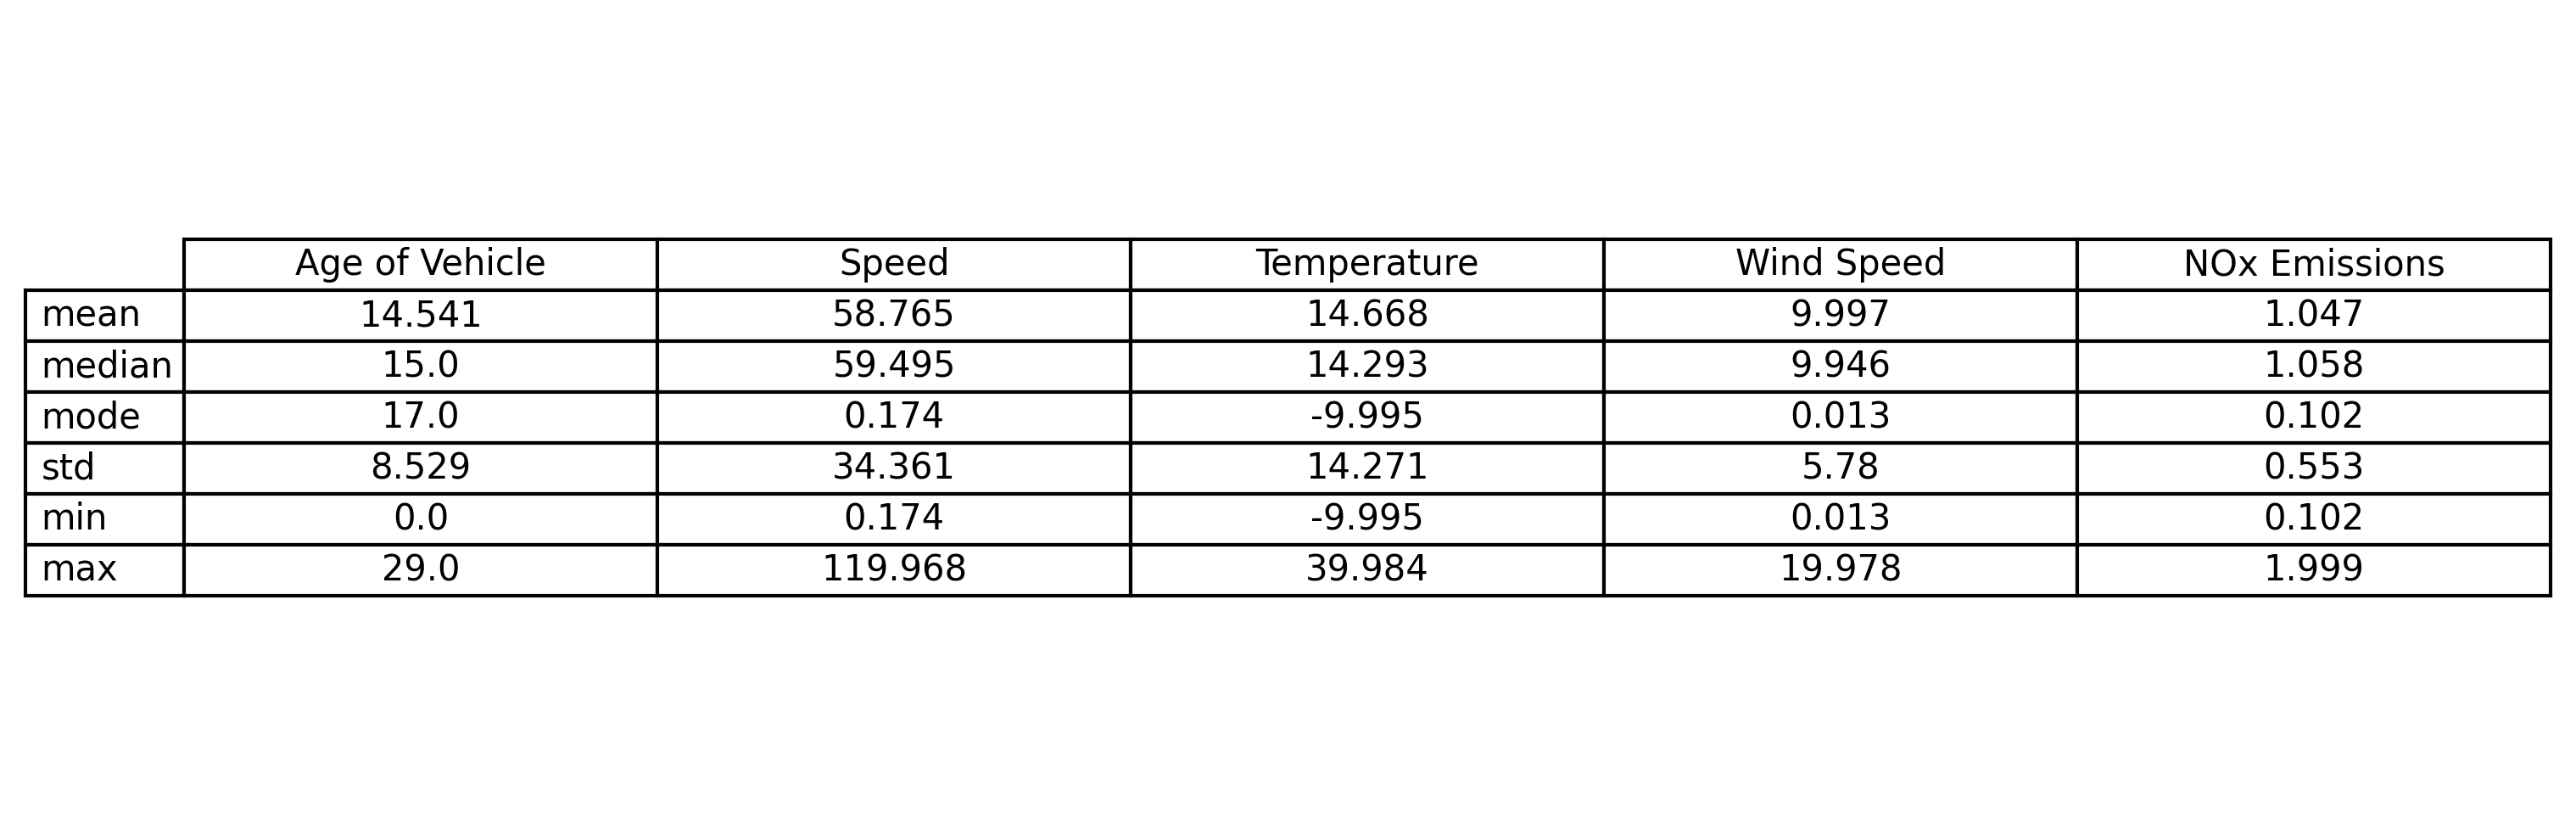 Age of Vehicle Speed Temperature Wind Speed NOx Emissions
mean 14.541 58.765 14.668 9.997 1.047
median 15.0 59.495 14.293 9.946 1.058
mode 17.0 0.174 -9.995 0.013 0.102
std 8.529 34.361 14.271 5.78 0.553
min 0.0 0.174 -9.995 0.013 0.102
max 29.0 119.968 39.984 19.978 1.999